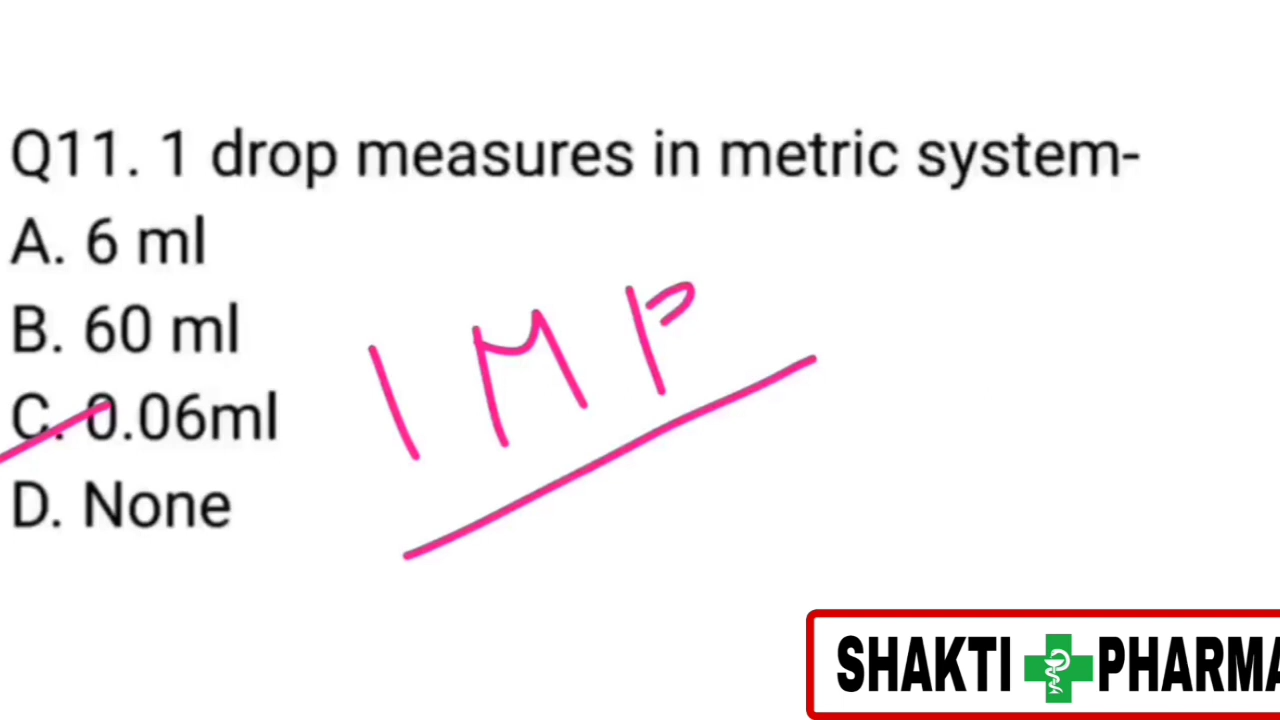 Q11. 1 drop measures in metric system-
A. 6 ml
B. 60 ml
C. 0.06ml
D. None
IMP
SHAKTI PHARMA